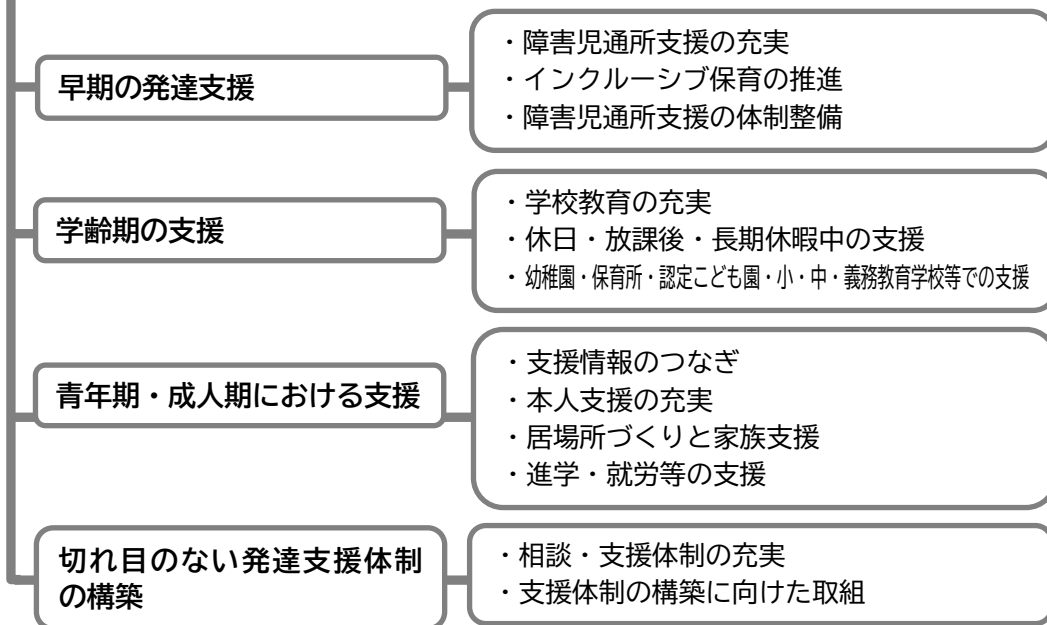 早期の発達支援
・障害児通所支援の充実
・インクルーシブ保育の推進
・障害児通所支援の体制整備
学齢期の支援
・学校教育の充実
・休日・放課後・長期休暇中の支援
・幼稚園・保育所・認定こども園・小・中・義務教育学校等での支援
青年期・成人期における支援
・支援情報のつなぎ
・本人支援の充実
・居場所づくりと家族支援
・進学・就労等の支援
切れ目のない発達支援体制
の構築
・相談・支援体制の充実
・支援体制の構築に向けた取組